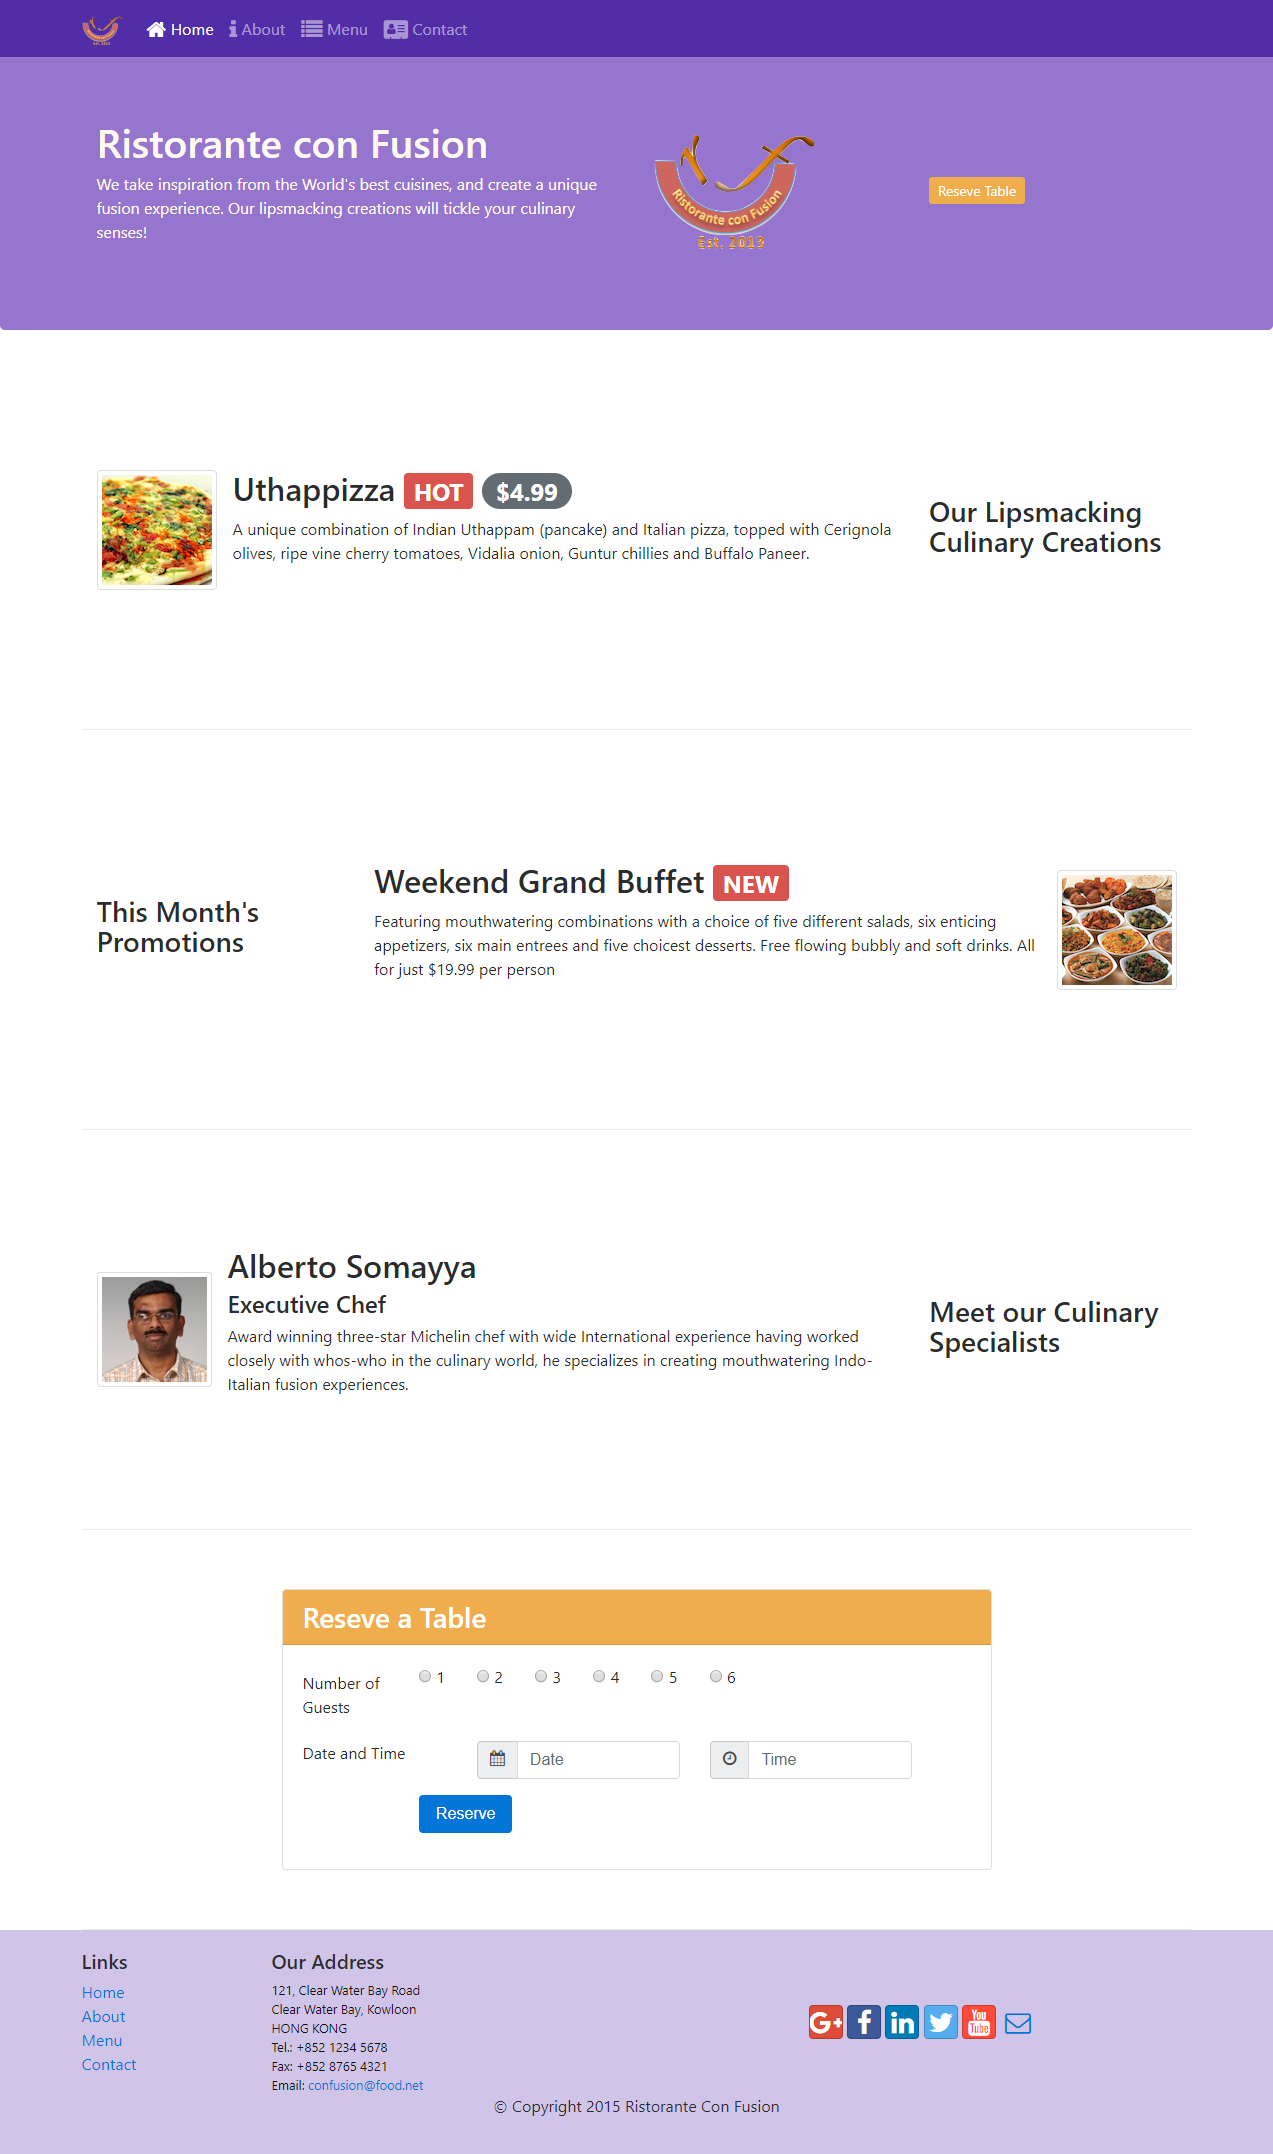 Home About Menu Contact
Ristorante con Fusion
We take inspiration from the World's best cuisines, and create a unique
fusion experience. Our lipsmacking creations will tickle your culinary
senses!
Ristorante con Fusion
Est. 2013
Reseve Table
Uthappizza HOT $4.99
A unique combination of Indian Uthappam (pancake) and Italian pizza, topped with Cerignola
olives, ripe vine cherry tomatoes, Vidalia onion, Guntur chillies and Buffalo Paneer.
Our Lipsmacking
Culinary Creations
This Month's
Promotions
Weekend Grand Buffet NEW
Featuring mouthwatering combinations with a choice of five different salads, six enticing
appetizers, six main entrees and five choicest desserts. Free flowing bubbly and soft drinks. All
for just $19.99 per person
Alberto Somayya
Executive Chef
Award winning three-star Michelin chef with wide International experience having worked
closely with whos-who in the culinary world, he specializes in creating mouthwatering Indo-
Italian fusion experiences.
Meet our Culinary
Specialists
Reseve a Table
Number of
Guests
1 2 3 4 5 6
Date and Time
Date
Time
Reserve
Links
Home
About
Menu
Contact
Our Address
121, Clear Water Bay Road
Clear Water Bay, Kowloon
HONG KONG
Tel.: +852 1234 5678
Fax: +852 8765 4321
Email: confusion@food.net
G+ f in You
Tube
© Copyright 2015 Ristorante Con Fusion